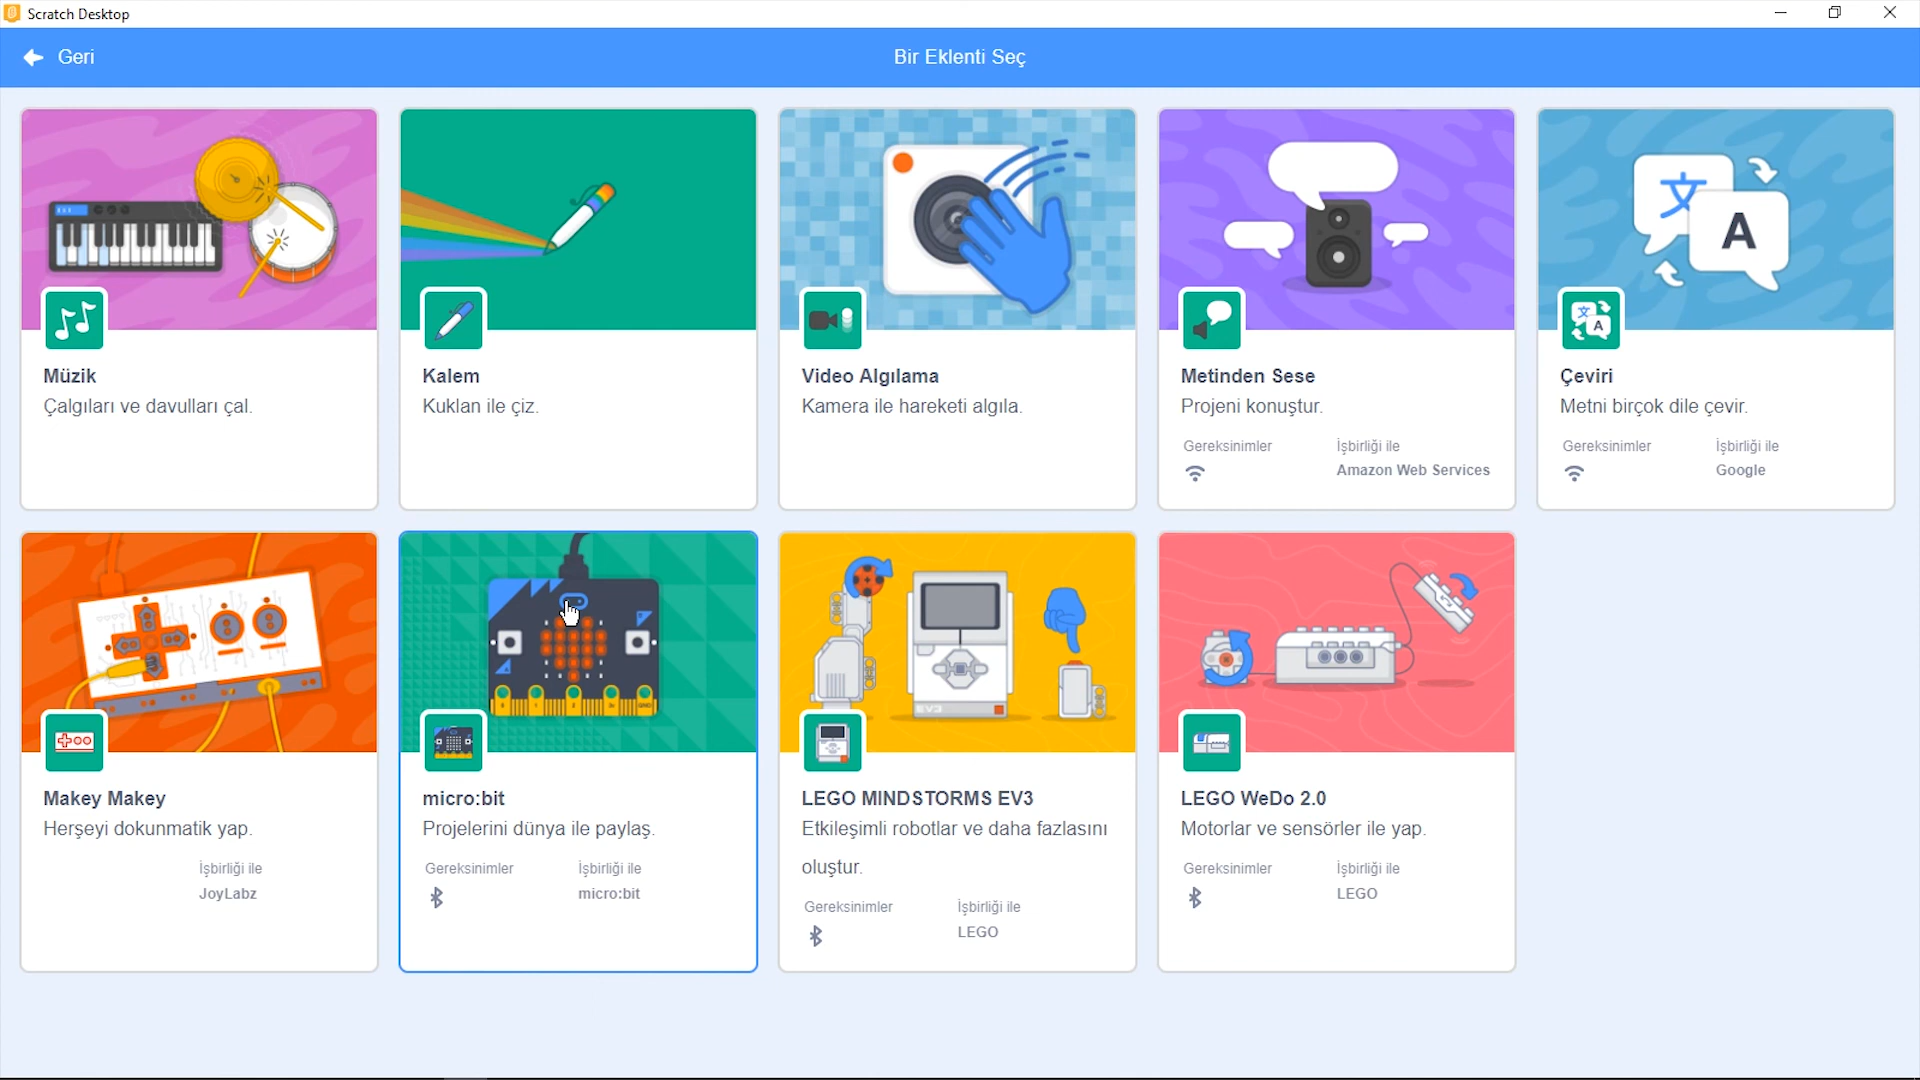 Scratch Desktop
Geri
Bir Eklenti Seç
Müzik
Çalgıları ve davulları çal.
Kalem
Kuklan ile çiz.
Video Algılama
Kamera ile hareketi algıla.
Metinden Sese
Projeni konuştur.
Gereksinimler
İşbirliği ile
Amazon Web Services
文
A
文
A
Çeviri
Metni birçok dile çevir.
Gereksinimler
İşbirliği ile
Google
Makey Makey
Herşeyi dokunmatik yap.
İşbirliği ile
JoyLabz
micro:bit
Projelerini dünya ile paylaş.
Gereksinimler
İşbirliği ile
micro:bit
EV3
LEGO MINDSTORMS EV3
Etkileşimli robotlar ve daha fazlasını
oluştur.
Gereksinimler
İşbirliği ile
LEGO
LEGO WeDo 2.0
Motorlar ve sensörler ile yap.
Gereksinimler
İşbirliği ile
LEGO